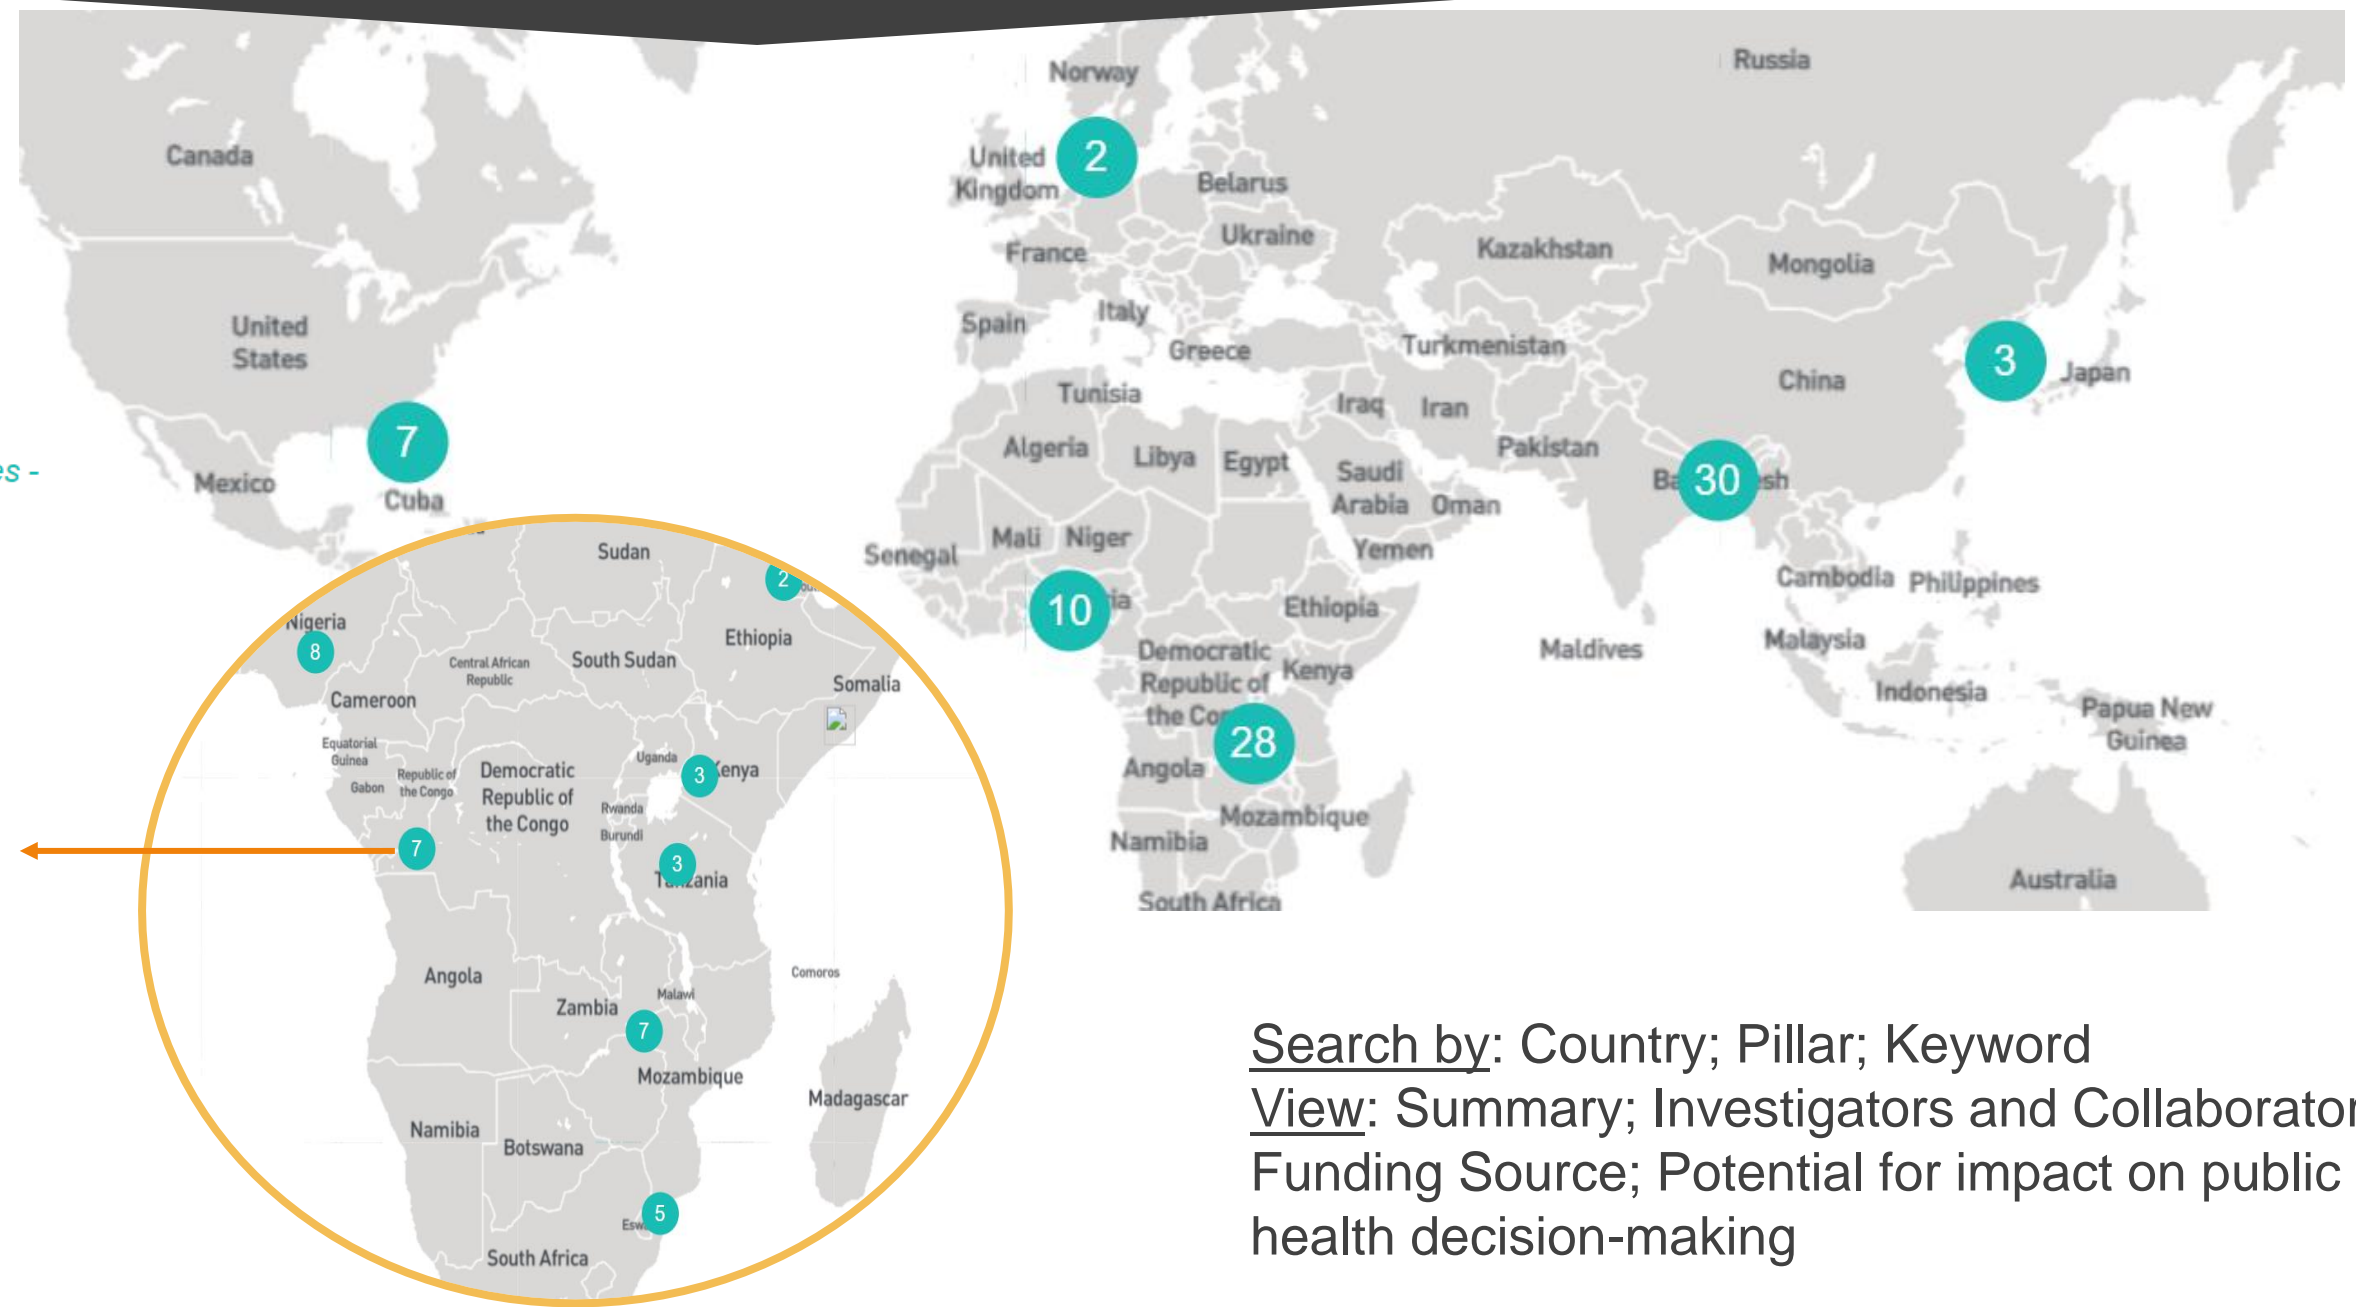 Norway
Russia
Canada
United
Kingdom
2
Belarus
Ukraine
France
Kazakhstan
Mongolia
United
States
Italy
Spain
Greece
Turkmenistan
China
3
Japan
Tunisia
Iraq
Iran
7
Algeria
Libya
Egypt
Saudi
Arabia
Pakistan
es -
Mexico
Cuba
30
Oman
Mali
Niger
Yemen
Senegal
Cambodia
Philippines
10
Ethiopia
Democratic
Republic of
Kenya
Maldives
Malaysia
Indonesia
Papua New
Guinea
28
Angola
Mozambique
Namibia
Australia
South Africa
Sudan
2
Nigeria
8
Ethiopia
Central African
Republic
South Sudan
Somalia
Cameroon
Equatorial
Guinea
Uganda
3
Gabon
Republic of
the Congo
Democratic
Republic of
the Congo
Rwanda
Burundi
7
3
Angola
Comoros
Zambia
Malawi
7
Mozambique
Madagascar
Namibia
Botswana
5
South Africa
Search by: Country; Pillar; Keyword
View: Summary; Investigators and Collaborator
Funding Source; Potential for impact on public
health decision-making